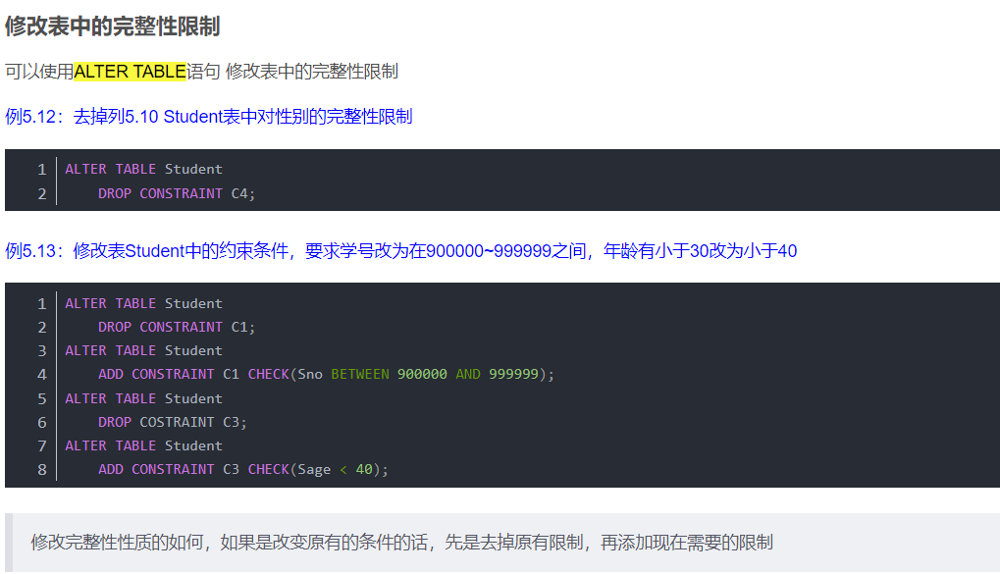 修改表中的完整性限制
可以使用ALTER TABLE语句 修改表中的完整性限制
例5.12：去掉列5.10 Student表中对性别的完整性限制
1 ALTER TABLE Student
2     DROP CONSTRAINT C4;
例5.13：修改表Student中的约束条件，要求学号改为在900000~999999之间，年龄有小于30改为小于40
1 ALTER TABLE Student
2     DROP CONSTRAINT C1;
3 ALTER TABLE Student
4     ADD CONSTRAINT C1 CHECK(Sno BETWEEN 900000 AND 999999);
5 ALTER TABLE Student
6     DROP COSTRAINT C3;
7 ALTER TABLE Student
8     ADD CONSTRAINT C3 CHECK(Sage < 40);
修改完整性性质的如何，如果是改变原有的条件的话，先是去掉原有限制，再添加现在需要的限制